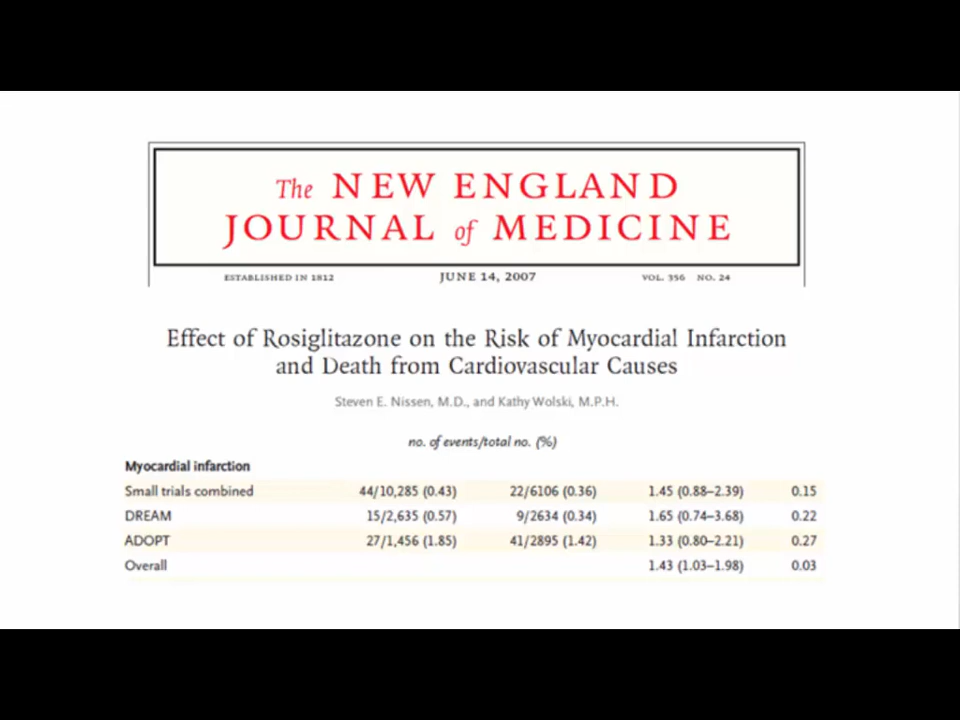 The NEW ENGLAND
JOURNAL of MEDICINE
ESTABLISHED IN 1812 JUNE 14, 2007 VOL. 356 NO. 24
Effect of Rosiglitazone on the Risk of Myocardial Infarction
and Death from Cardiovascular Causes
Steven E. Nissen, M.D., and Kathy Wolski, M.P.H.
no. of events/total no. (%)
Myocardial infarction
Small trials combined 44/10,285 (0.43) 22/6106 (0.36) 1.45 (0.88–2.39) 0.15
DREAM 15/2,635 (0.57) 9/2634 (0.34) 1.65 (0.74–3.68) 0.22
ADOPT 27/1,456 (1.85) 41/2895 (1.42) 1.33 (0.80–2.21) 0.27
Overall 1.43 (1.03–1.98) 0.03